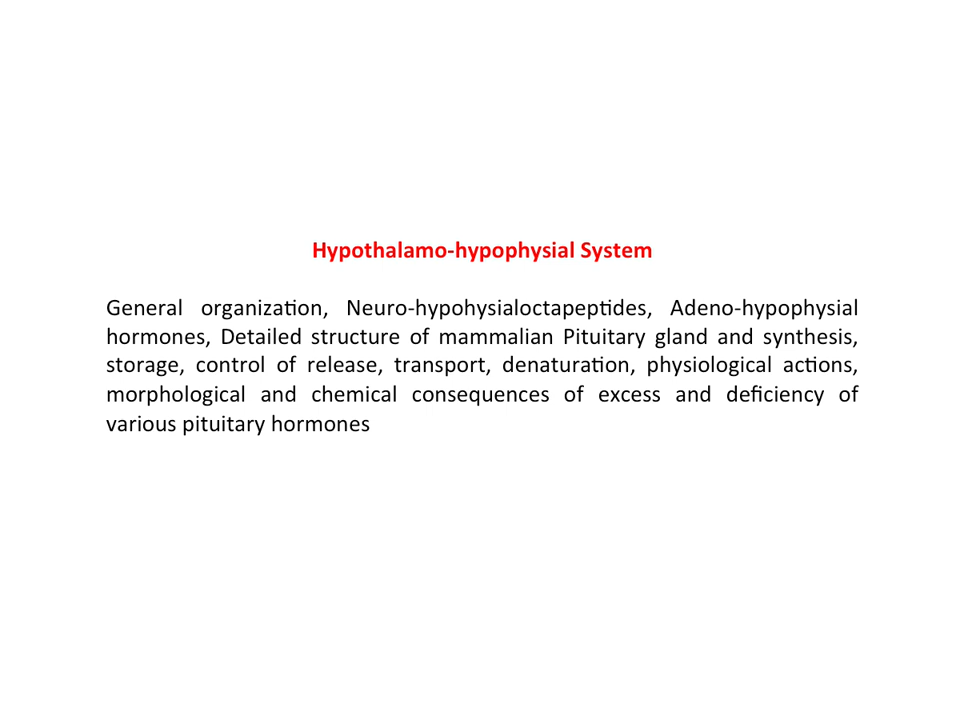 Hypothalamo-hypophysial System
General organization, Neuro-hypohysialoctapeptides, Adeno-hypophysial
hormones, Detailed structure of mammalian Pituitary gland and synthesis,
storage, control of release, transport, denaturation, physiological actions,
morphological and chemical consequences of excess and deficiency of
various pituitary hormones